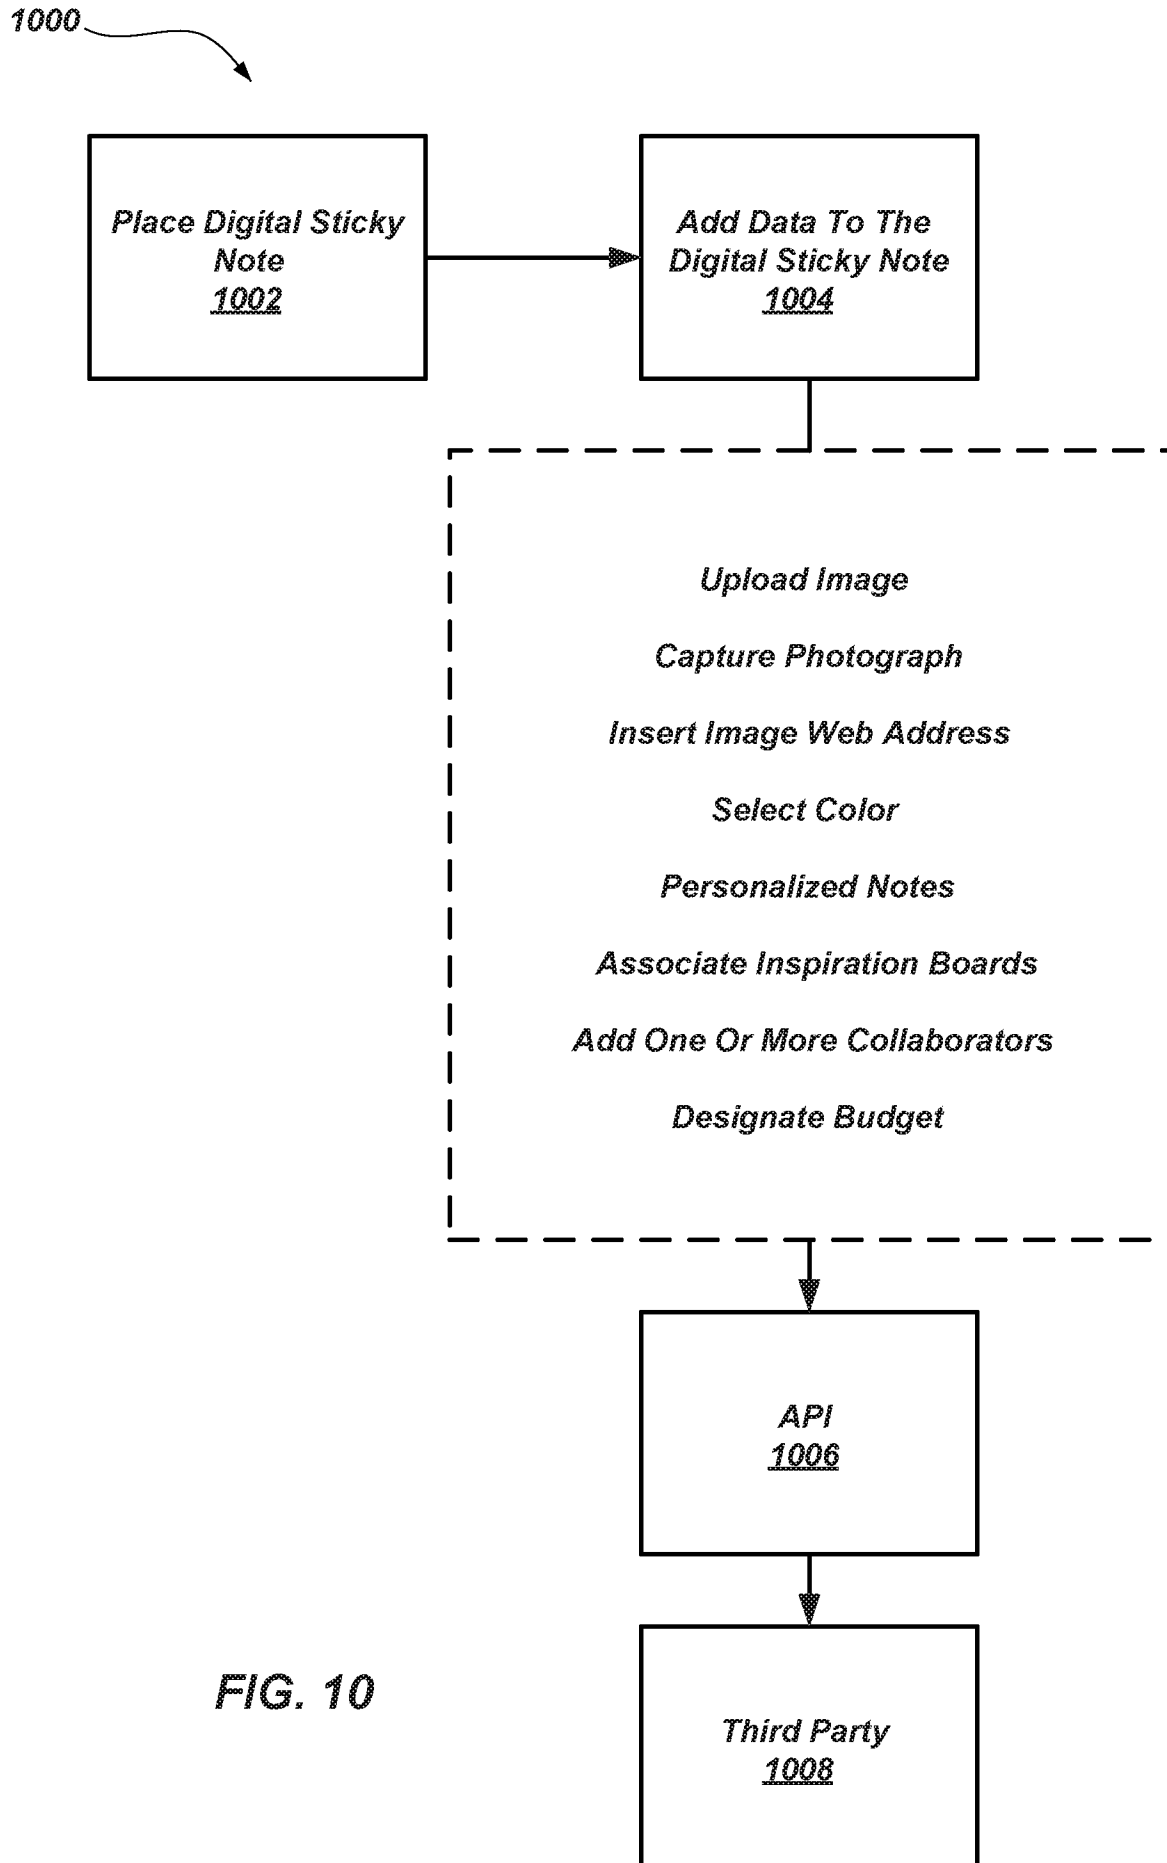 1000
Place Digital Sticky
Note
1002
Add Data To The
Digital Sticky Note
1004
Upload Image
Capture Photograph
Insert Image Web Address
Select Color
Personalized Notes
Associate Inspiration Boards
Add One Or More Collaborators
Designate Budget
API
1006
Third Party
1008
FIG. 10